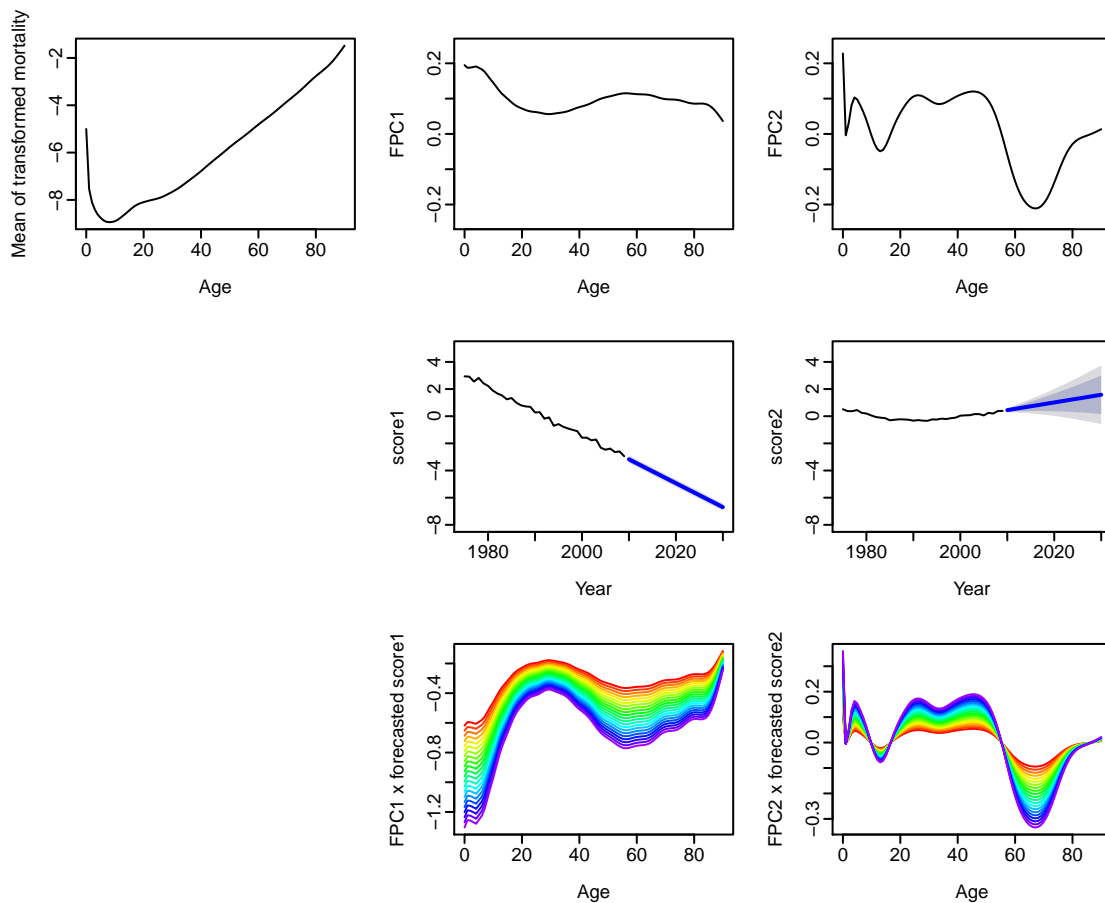 Mean of transformed mortality
−2
−4
−6
−8
0 20 40 60 80
Age
FPC1
0.2
0.0
−0.2
0 20 40 60 80
Age
FPC2
0.2
0.0
−0.2
0 20 40 60 80
Age
score1
4
2
0
−4
−8
1980 2000 2020
Year
score2
4
2
0
−4
−8
1980 2000 2020
Year
FPC1 x forecasted score1
−0.4
−0.8
−1.2
0 20 40 60 80
Age
FPC2 x forecasted score2
0.2
0.0
−0.3
0 20 40 60 80
Age